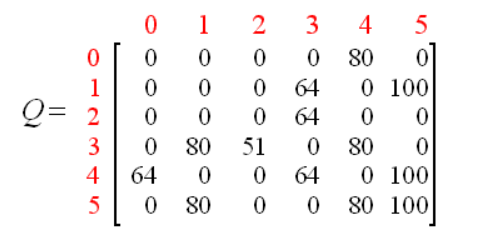 0 1 2 3 4 5
0 0 0 0 0 80 0
1 0 0 0 64 0 100
Q= 2 0 0 0 64 0 0
3 0 80 51 0 80 0
4 64 0 0 64 0 100
5 0 80 0 0 80 100